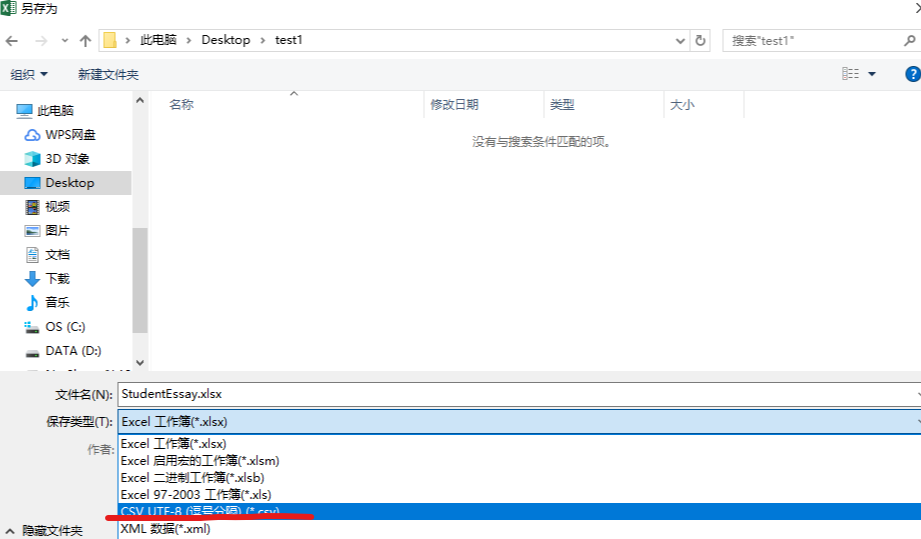 另存为
此电脑 > Desktop > test1
搜索"test1"
组织
新建文件夹
此电脑
WPS网盘
3D 对象
Desktop
视频
图片
文档
下载
音乐
OS (C:)
DATA (D:)
名称
修改日期
类型
大小
没有与搜索条件匹配的项。
文件名(N): StudentEssay.xlsx
保存类型(T): Excel 工作簿(*.xlsx)
作者:
Excel 工作簿(*.xlsx)
Excel 启用宏的工作簿(*.xlsm)
Excel 二进制工作簿(*.xlsb)
Excel 97-2003 工作簿(*.xls)
CSV UTF-8 (逗号分隔) (*.csv)
XML 数据(*.xml)
隐藏文件夹